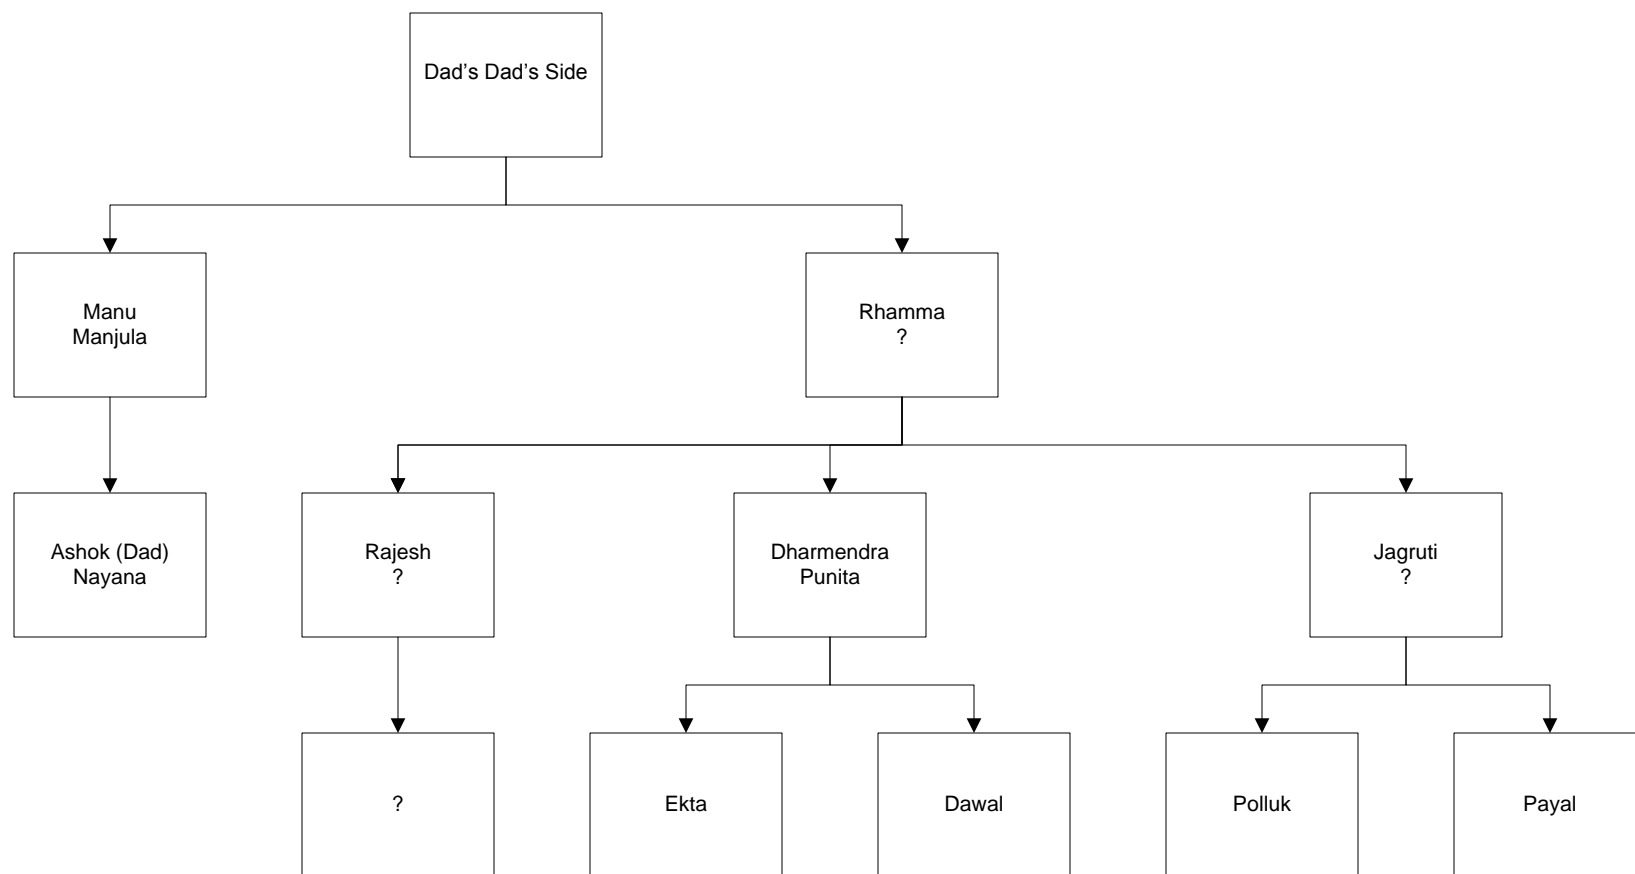 Dad’s Dad’s Side
Manu
Manjula
Rhamma
?
Ashok (Dad)
Nayana
Rajesh
?
Dharmendra
Punita
Jagruti
?
?
Ekta
Dawal
Polluk
Payal